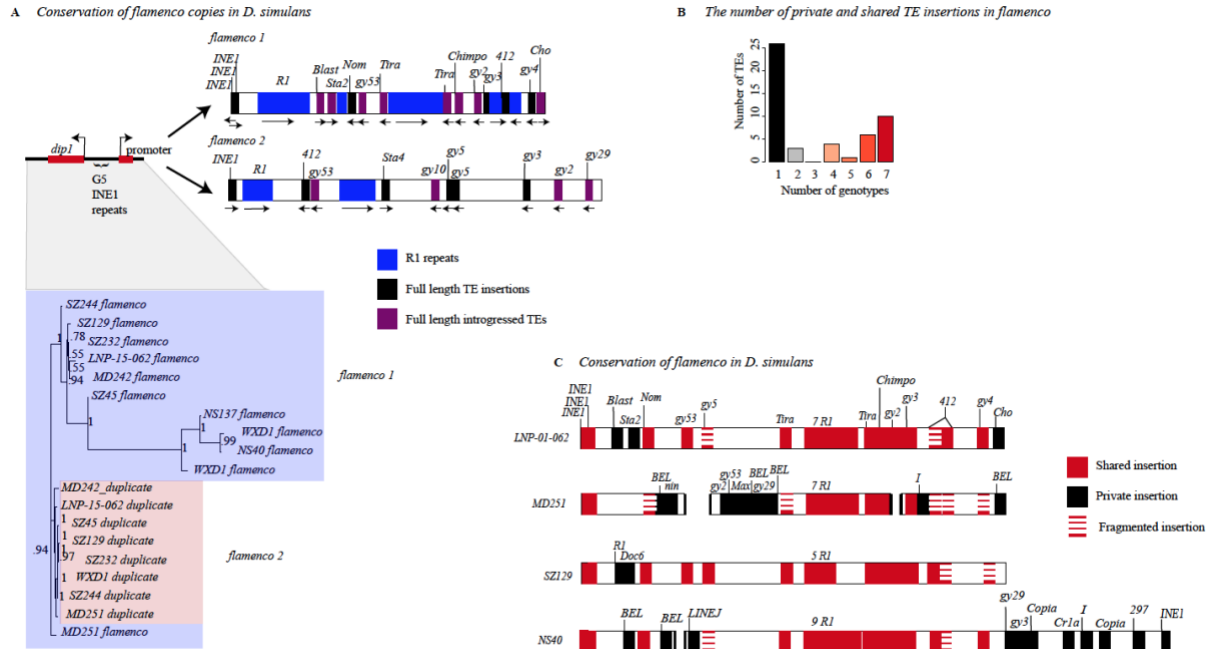 A Conservation of flamenco copies in D. simulans
flamenco 1
INE1
INE1
INE1
R1
Blast
Sta2
Nom
gy53
Tira
Tira
Chimpo
gy2
gy3
412
gy4
Cho
flamenco 2
INE1
R1
412
gy53
Sta4
gy10
gy5
gy5
gy3
gy2
gy29
dip1
promoter
G5
INE1
repeats
R1 repeats
Full length TE insertions
Full length introgressed TEs
SZ244 flamenco
SZ129 flamenco
SZ232 flamenco
LNP-15-062 flamenco
MD242 flamenco
SZ45 flamenco
NS137 flamenco
WXD1 flamenco
NS40 flamenco
WXD1 flamenco
1
.78
.55
.55
.94
1
1
1
.99
flamenco 1
MD242_duplicate
LNP-15-062 duplicate
SZ45 duplicate
SZ129 duplicate
SZ232 duplicate
WXD1 duplicate
SZ244 duplicate
MD251 duplicate
MD251 flamenco
.94
1
1
1
.97
1
1
flamenco 2
B The number of private and shared TE insertions in flamenco
Number of TEs
25
20
15
10
5
0
1 2 3 4 5 6 7
Number of genotypes
C Conservation of flamenco in D. simulans
LNP-01-062
INE1
INE1
INE1
Blast
Sta2
Nom
gy53
gy5
Tira
7 R1
Tira
Chimpo
gy2
gy3
412
gy4
Cho
MD251
BEL
nin
gy2
gy53
Max
BEL
gy29
BEL
7 R1
I
BEL
SZ129
R1
Doc6
5 R1
NS40
BEL
BEL
LINEJ
9 R1
gy29
gy3
Copia
Cr1a
I
Copia
297
INE1
Shared insertion
Private insertion
Fragmented insertion